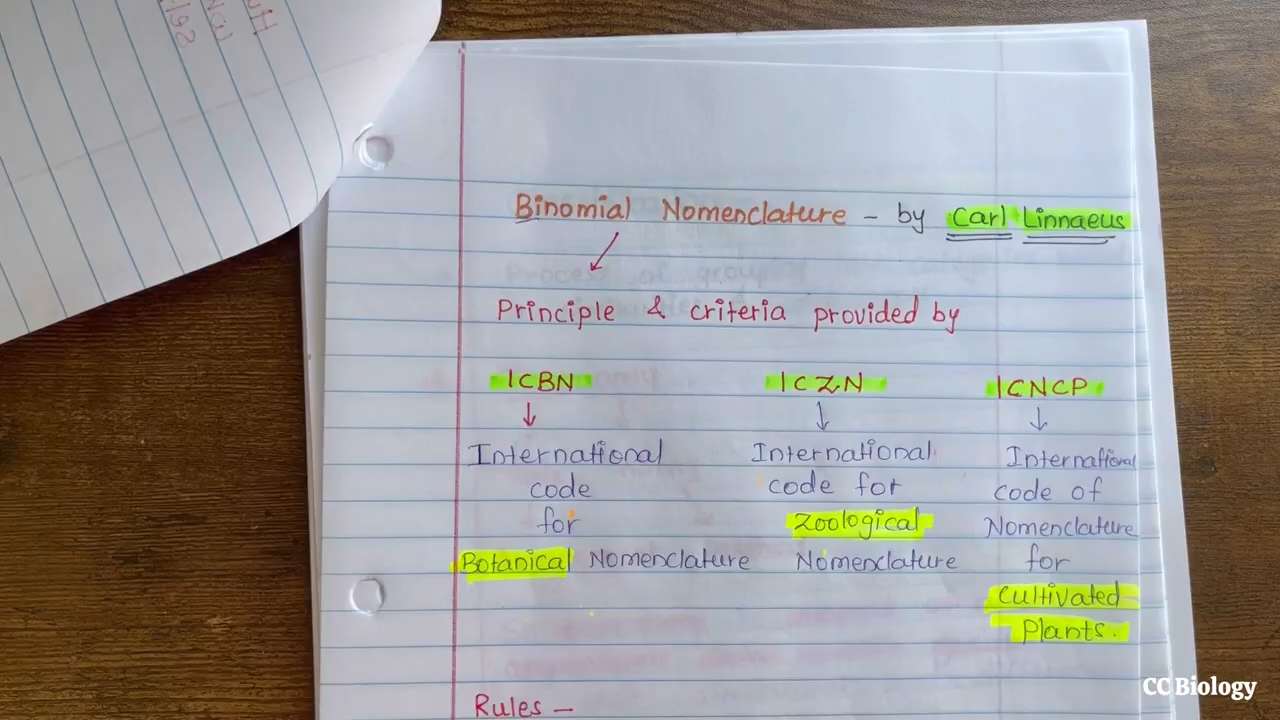 Binomial Nomenclature - by Carl Linnaeus
Principle & criteria provided by
ICBN ICZN ICNCP
International International International
code code for code of
for Zoological Nomenclature
Botanical Nomenclature Nomenclature for
Cultivated
Plants.
Rules -
CC Biology